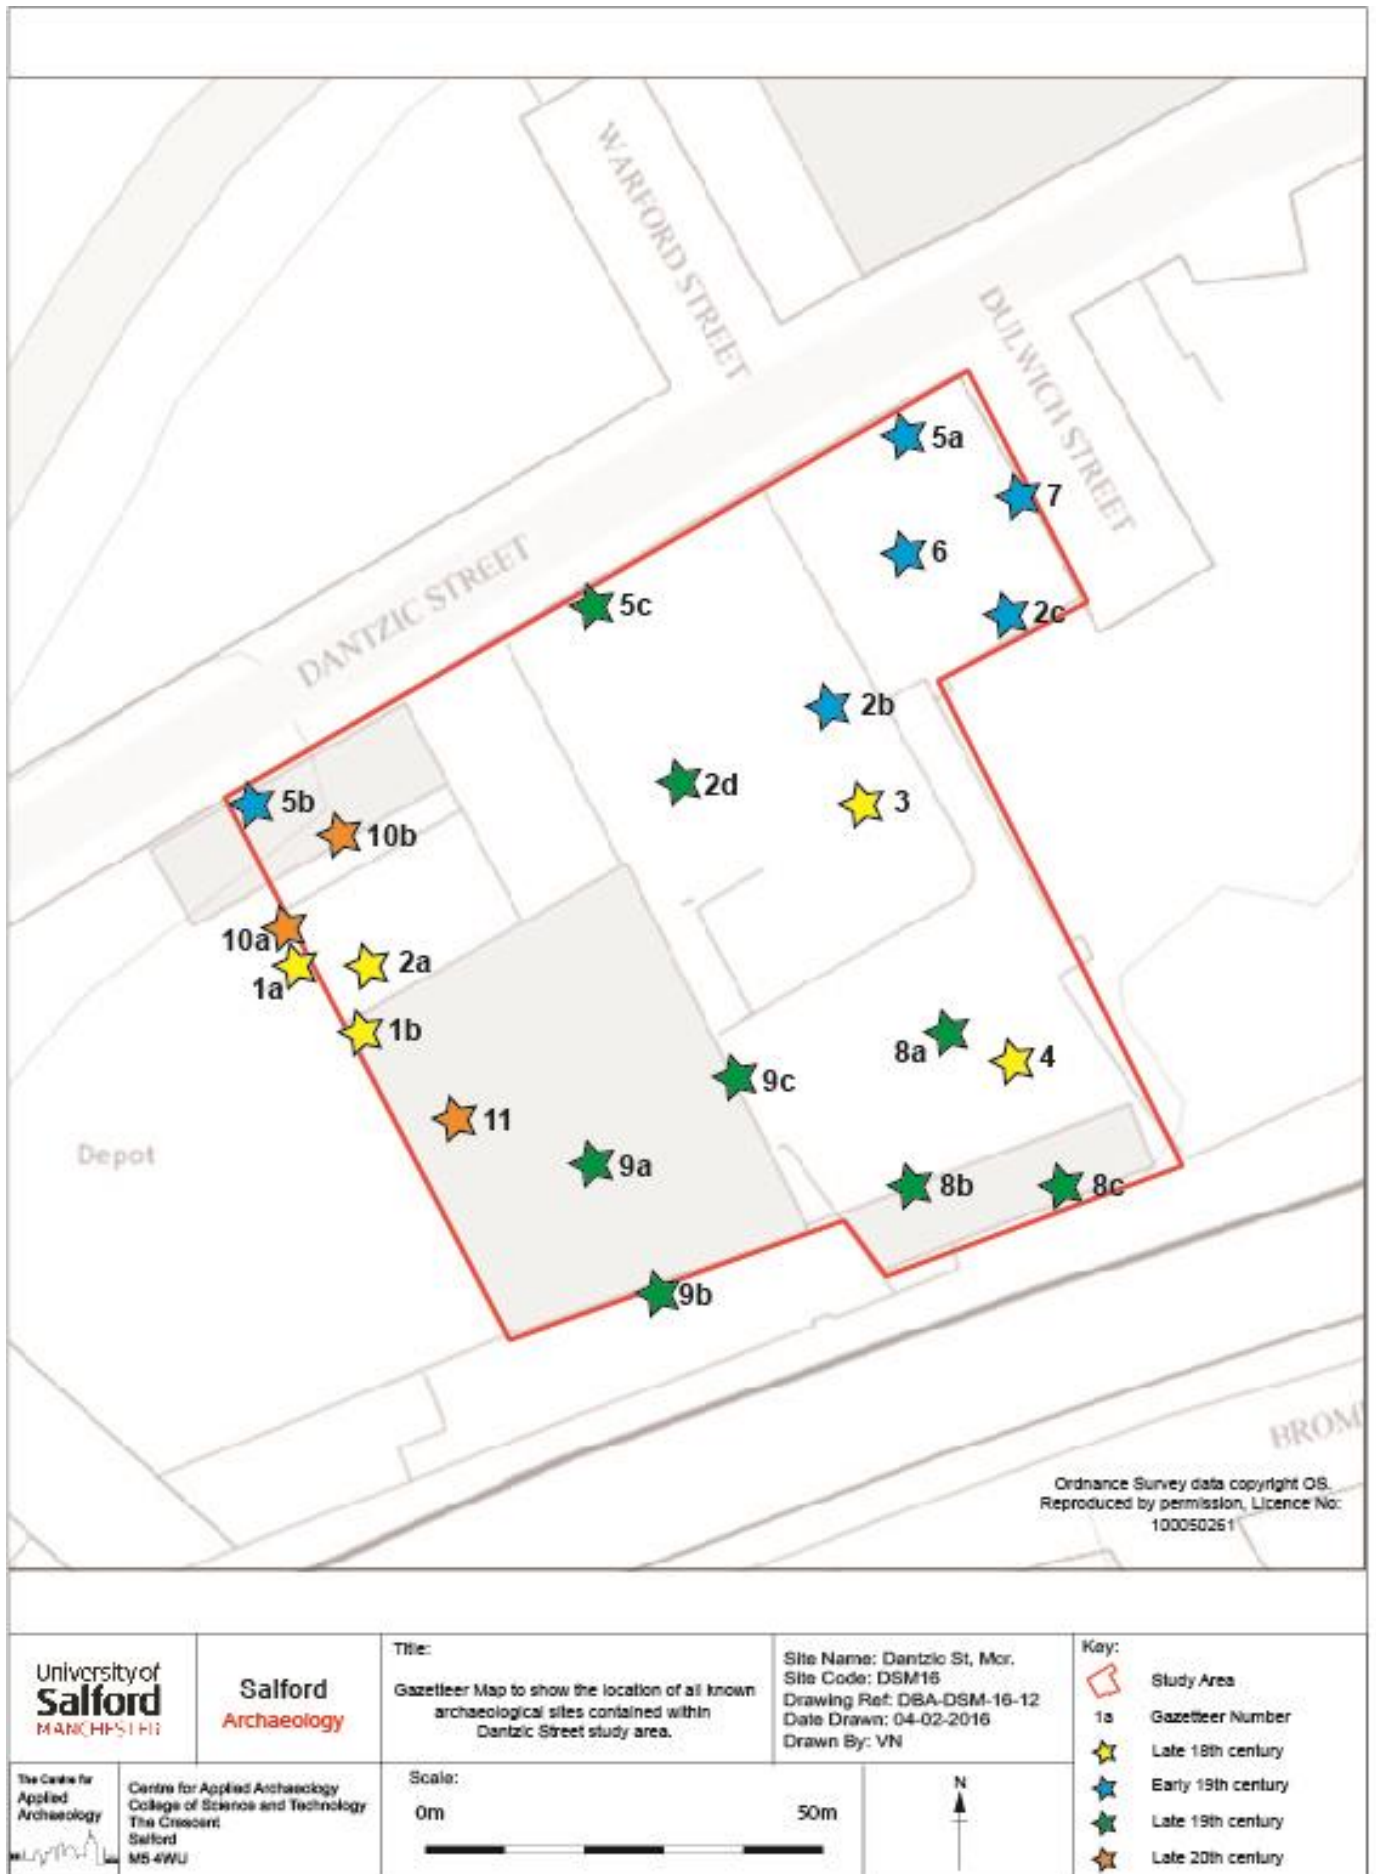 WARFORD STREET
DULWICH STREET
DANTZIC STREET
5a
7
6
5c
2c
2b
2d
3
5b
10b
10a
2a
1a
1b
8a
4
9c
11
Depot
9a
8b
8c
9b
BROM
Ordnance Survey data copyright OS.
Reproduced by permission, Licence No:
100050261
University of
Salford
MANCHESTER
Salford
Archaeology
Title:
Gazetteer Map to show the location of all known
archaeological sites contained within
Dantzic Street study area.
Site Name: Dantzic St, Mcr.
Site Code: DSM16
Drawing Ref: DBA-DSM-16-12
Date Drawn: 04-02-2016
Drawn By: VN
Key:
Study Area
1a Gazetteer Number
Late 18th century
Early 19th century
Late 19th century
Late 20th century
The Centre for
Applied
Archaeology
Centre for Applied Archaeology
College of Science and Technology
The Crescent
Salford
M5 4WU
Scale:
0m 50m
N